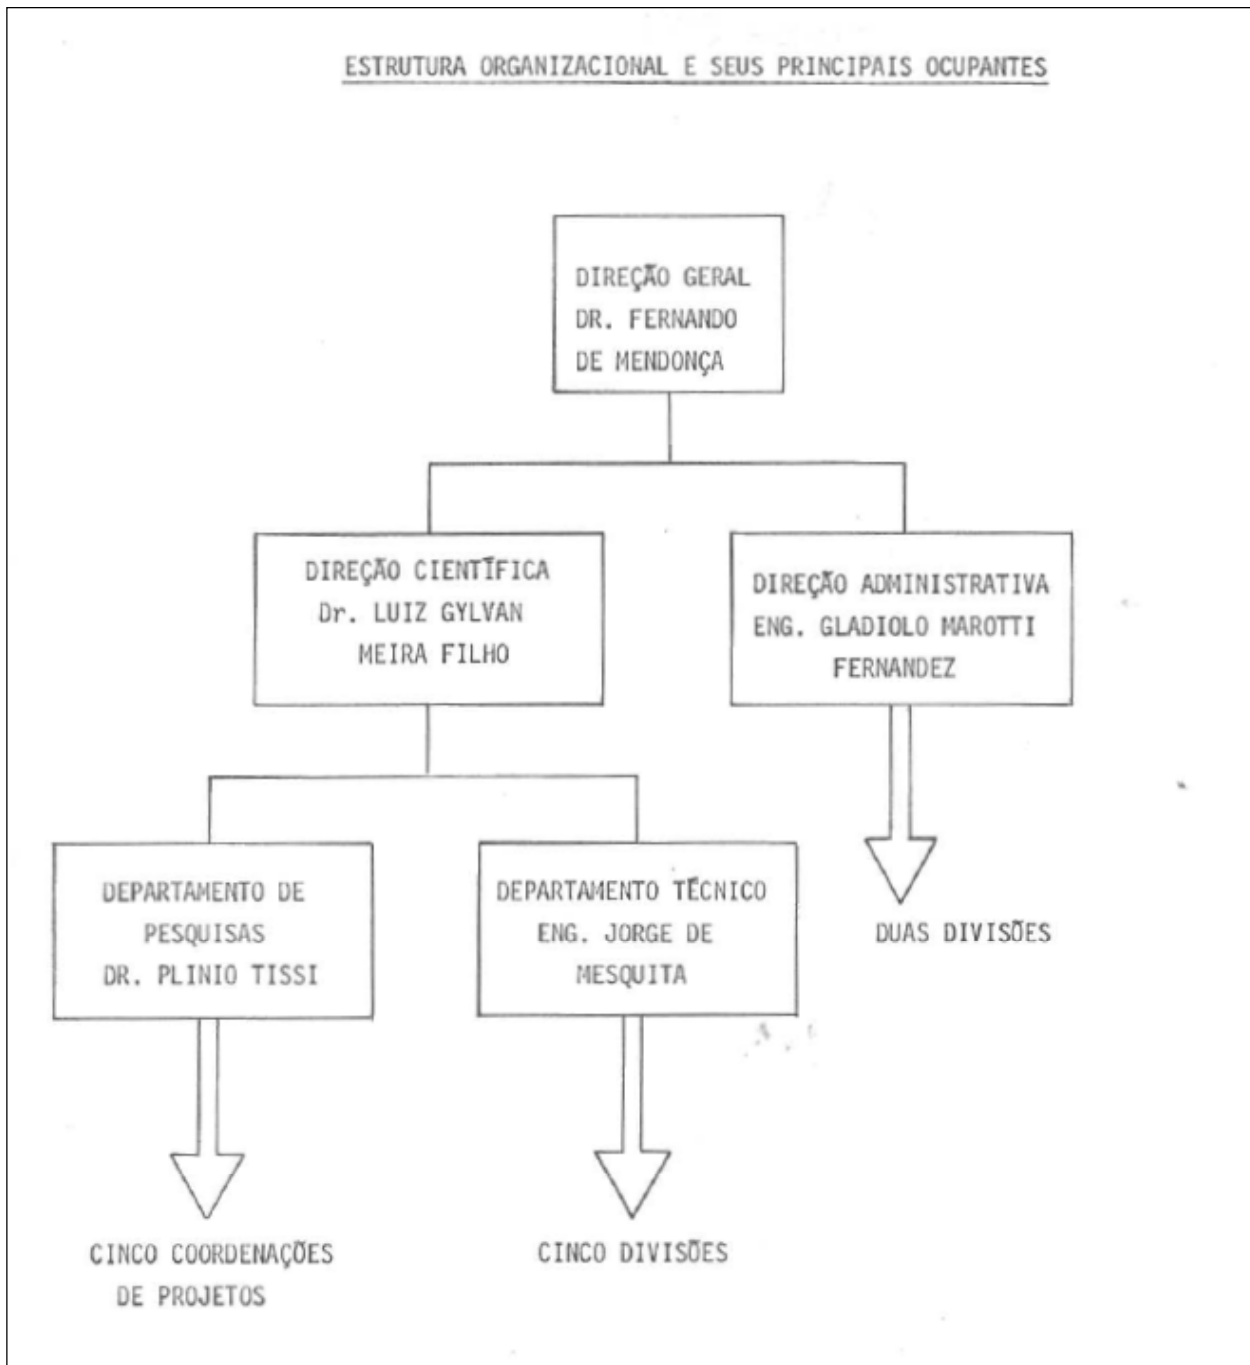 ESTRUTURA ORGANIZACIONAL E SEUS PRINCIPAIS OCUPANTES
DIREÇÃO GERAL
DR. FERNANDO
DE MENDONÇA
DIREÇÃO CIENTÍFICA
Dr. LUIZ GYLVAN
MEIRA FILHO
DIREÇÃO ADMINISTRATIVA
ENG. GLADIOLO MAROTTI
FERNANDEZ
DEPARTAMENTO DE
PESQUISAS
DR. PLINIO TISSI
DEPARTAMENTO TÉCNICO
ENG. JORGE DE
MESQUITA
DUAS DIVISÕES
CINCO COORDENAÇÕES
DE PROJETOS
CINCO DIVISÕES